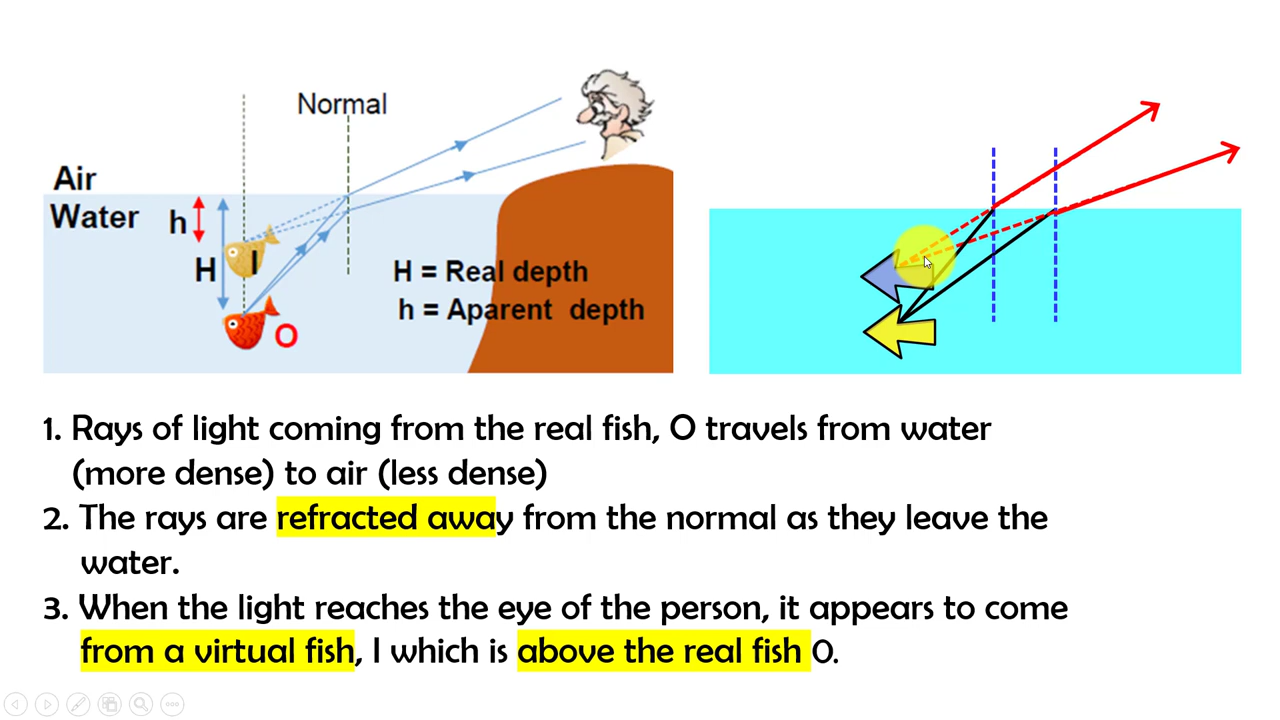 Normal
Air
Water
h
H
I
O
H = Real depth
h = Aparent depth
1. Rays of light coming from the real fish, O travels from water
(more dense) to air (less dense)
2. The rays are refracted away from the normal as they leave the
water.
3. When the light reaches the eye of the person, it appears to come
from a virtual fish, I which is above the real fish O.